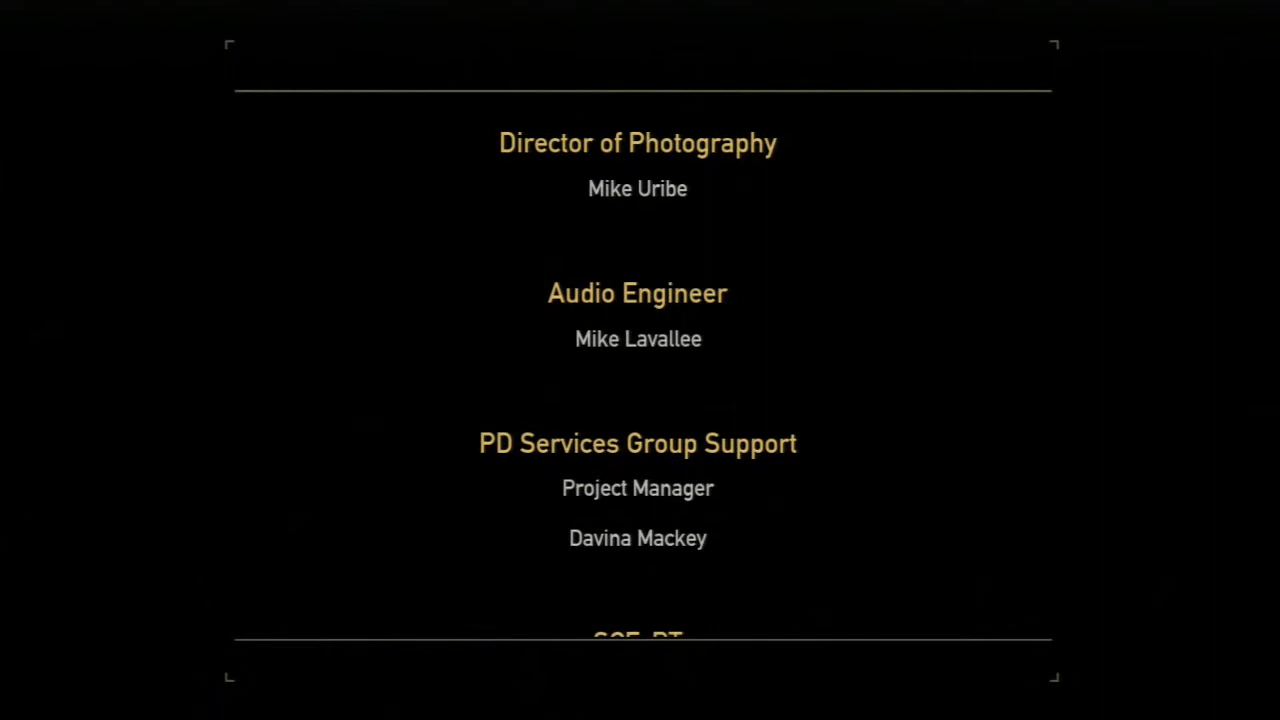 Director of Photography
Mike Uribe
Audio Engineer
Mike Lavallee
PD Services Group Support
Project Manager
Davina Mackey